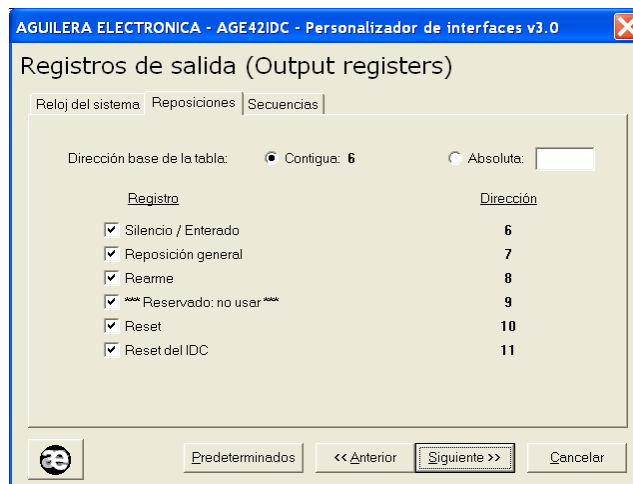 AGUILERA ELECTRONICA - AGE42IDC - Personalizador de interfaces v3.0
Registros de salida (Output registers)
Reloj del sistema Reposiciones Secuencias
Dirección base de la tabla: Contigua: 6 Absoluta:
Registro Dirección
Silencio / Enterado 6
Reposición general 7
Rearme 8
*** Reservado: no usar *** 9
Reset 10
Reset del IDC 11
æ Predeterminados << Anterior Siguiente >> Cancelar